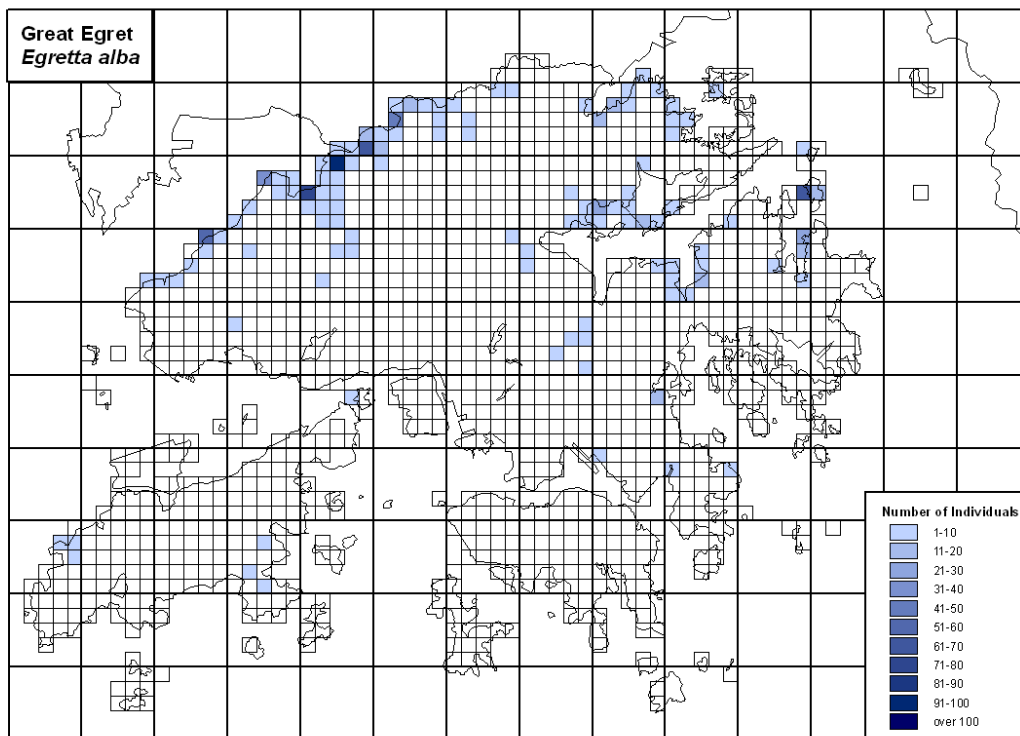 Great Egret
Egretta alba
Number of Individuals
1-10
11-20
21-30
31-40
41-50
51-60
61-70
71-80
81-90
91-100
over 100